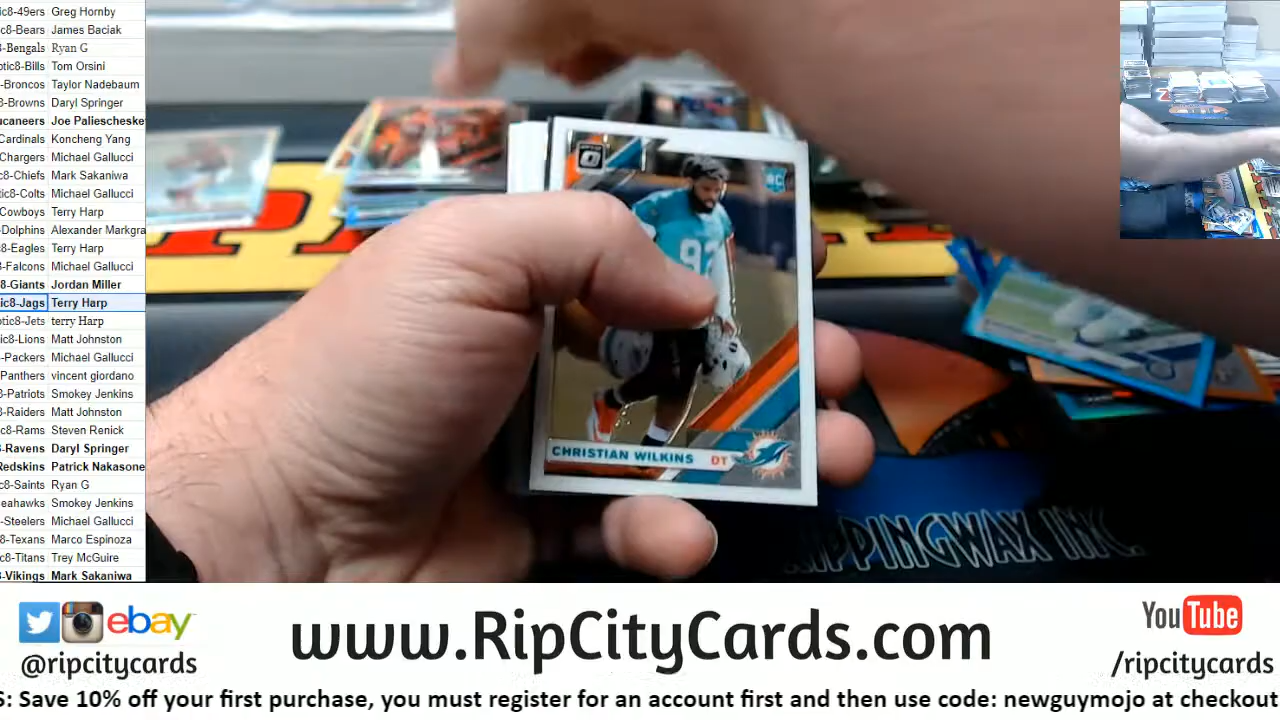 ic8-49ers Greg Hornby
c8-Bears James Baciak
8-Bengals Ryan G
otic8-Bills Tom Orsini
-Broncos Taylor Nadebaum
8-Browns Daryl Springer
ucaneers Joe Paliescheske
Cardinals Koncheng Yang
Chargers Michael Gallucci
c8-Chiefs Mark Sakaniwa
tic8-Colts Michael Gallucci
Cowboys Terry Harp
-Dolphins Alexander Markgra
c8-Eagles Terry Harp
-Falcons Michael Gallucci
8-Giants Jordan Miller
ic8-Jags Terry Harp
otic8-Jets terry Harp
tic8-Lions Matt Johnston
-Packers Michael Gallucci
Panthers vincent giordano
-Patriots Smokey Jenkins
8-Raiders Matt Johnston
8-Rams Steven Renick
8-Ravens Daryl Springer
Redskins Patrick Nakasone
c8-Saints Ryan G
eahawks Smokey Jenkins
-Steelers Michael Gallucci
-Texans Marco Espinoza
c8-Titans Trey McGuire
-Vikings Mark Sakaniwa
RC
92
CHRISTIAN WILKINS DT
RIPPINGWAX INC.
ebay
@ripcitycards
www.RipCityCards.com
YouTube
/ripcitycards
S: Save 10% off your first purchase, you must register for an account first and then use code: newguymojo at checkout